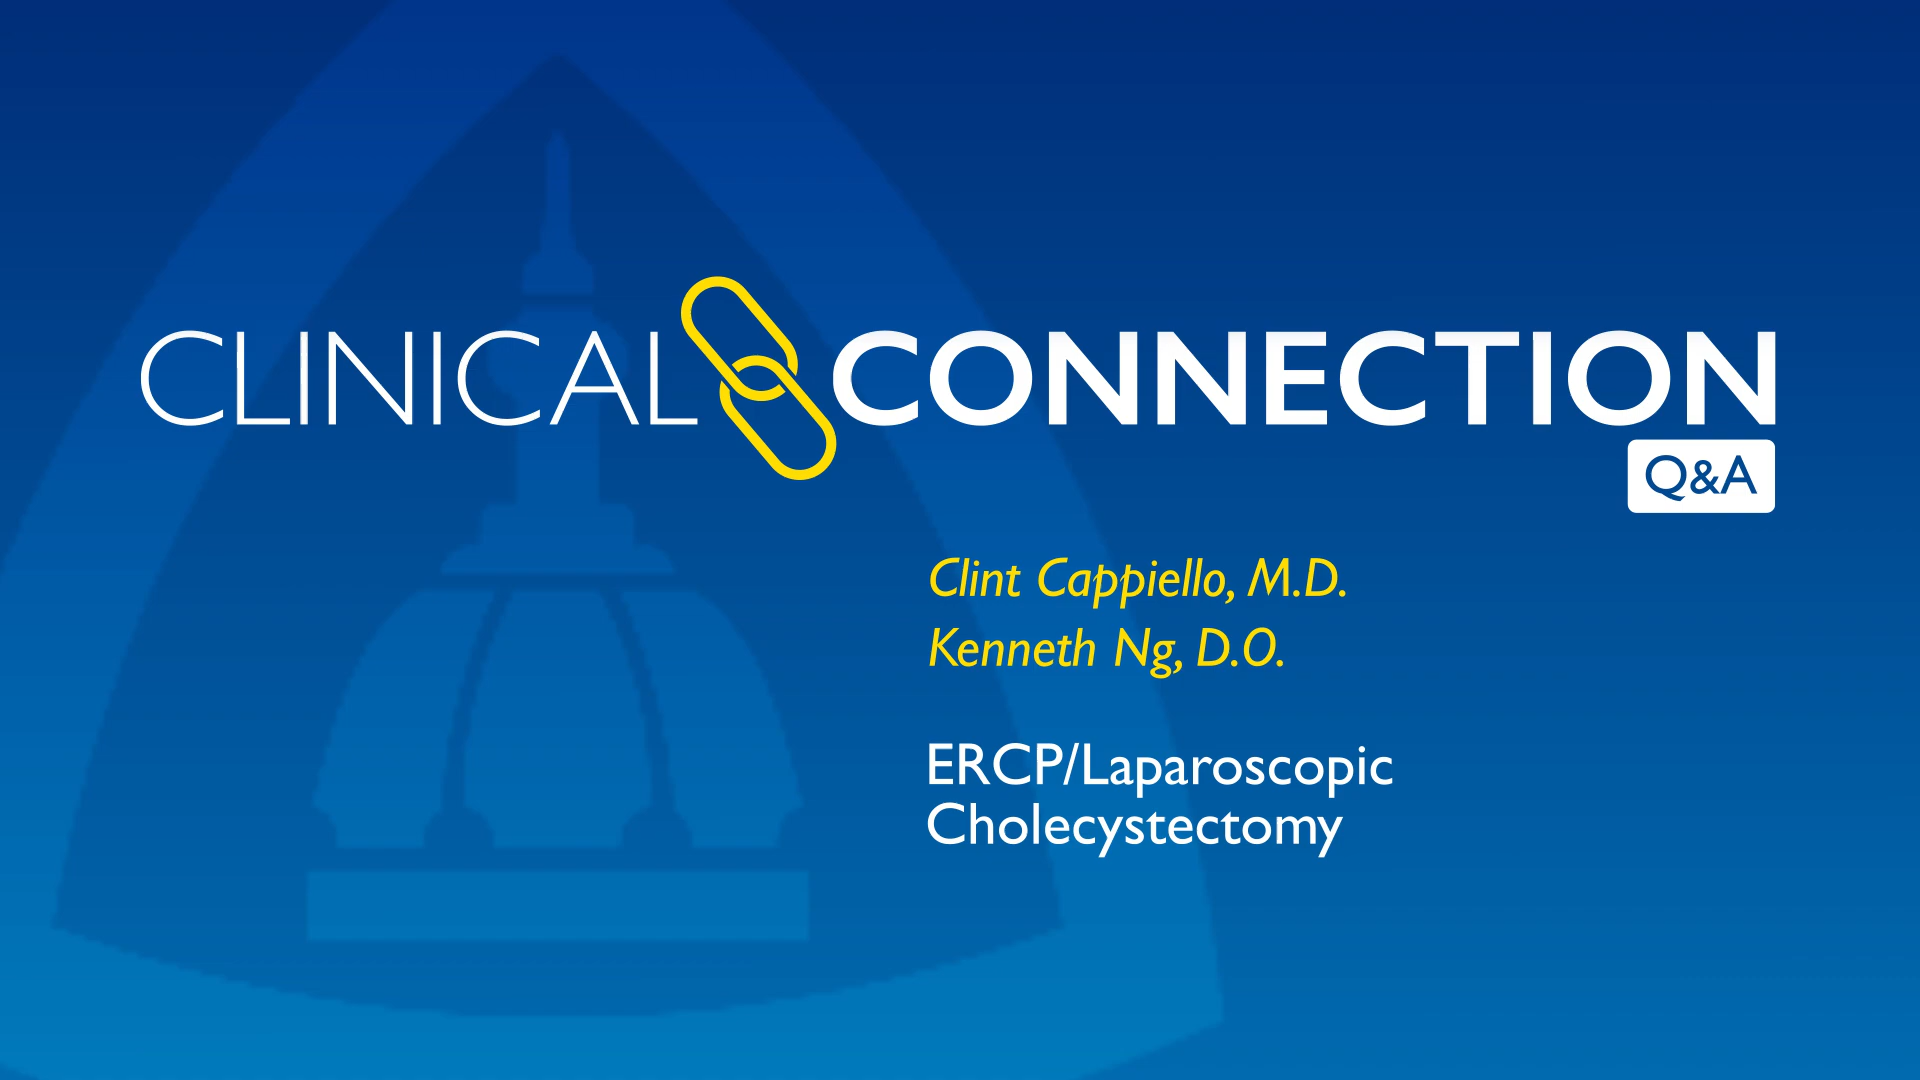 CLINICAL CONNECTION
Q&A
Clint Cappiello, M.D.
Kenneth Ng, D.O.
ERCP/Laparoscopic
Cholecystectomy